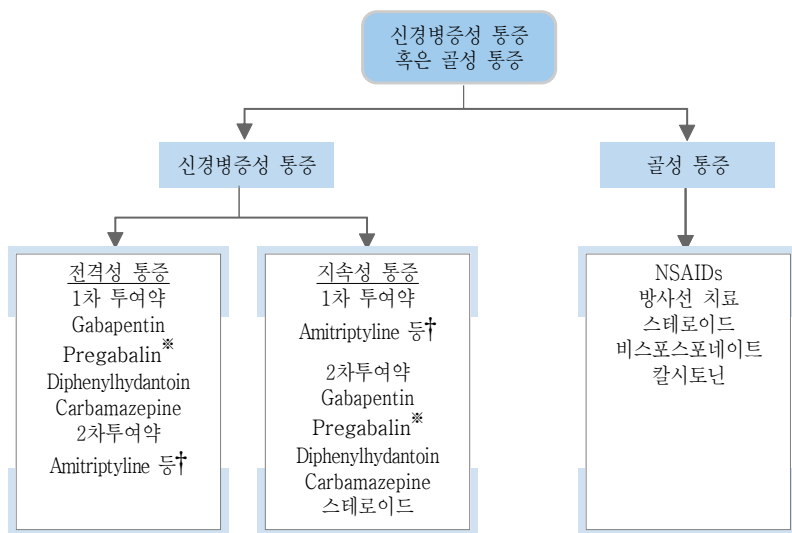 신경병증성 통증
혹은 골성 통증
신경병증성 통증
골성 통증
전격성 통증
1차 투여약
Gabapentin
Pregabalin※
Diphenylhydantoin
Carbamazepine
2차투여약
Amitriptyline 등†
지속성 통증
1차 투여약
Amitriptyline 등†
2차투여약
Gabapentin
Pregabalin※
Diphenylhydantoin
Carbamazepine
스테로이드
NSAIDs
방사선 치료
스테로이드
비스포스포네이트
칼시토닌